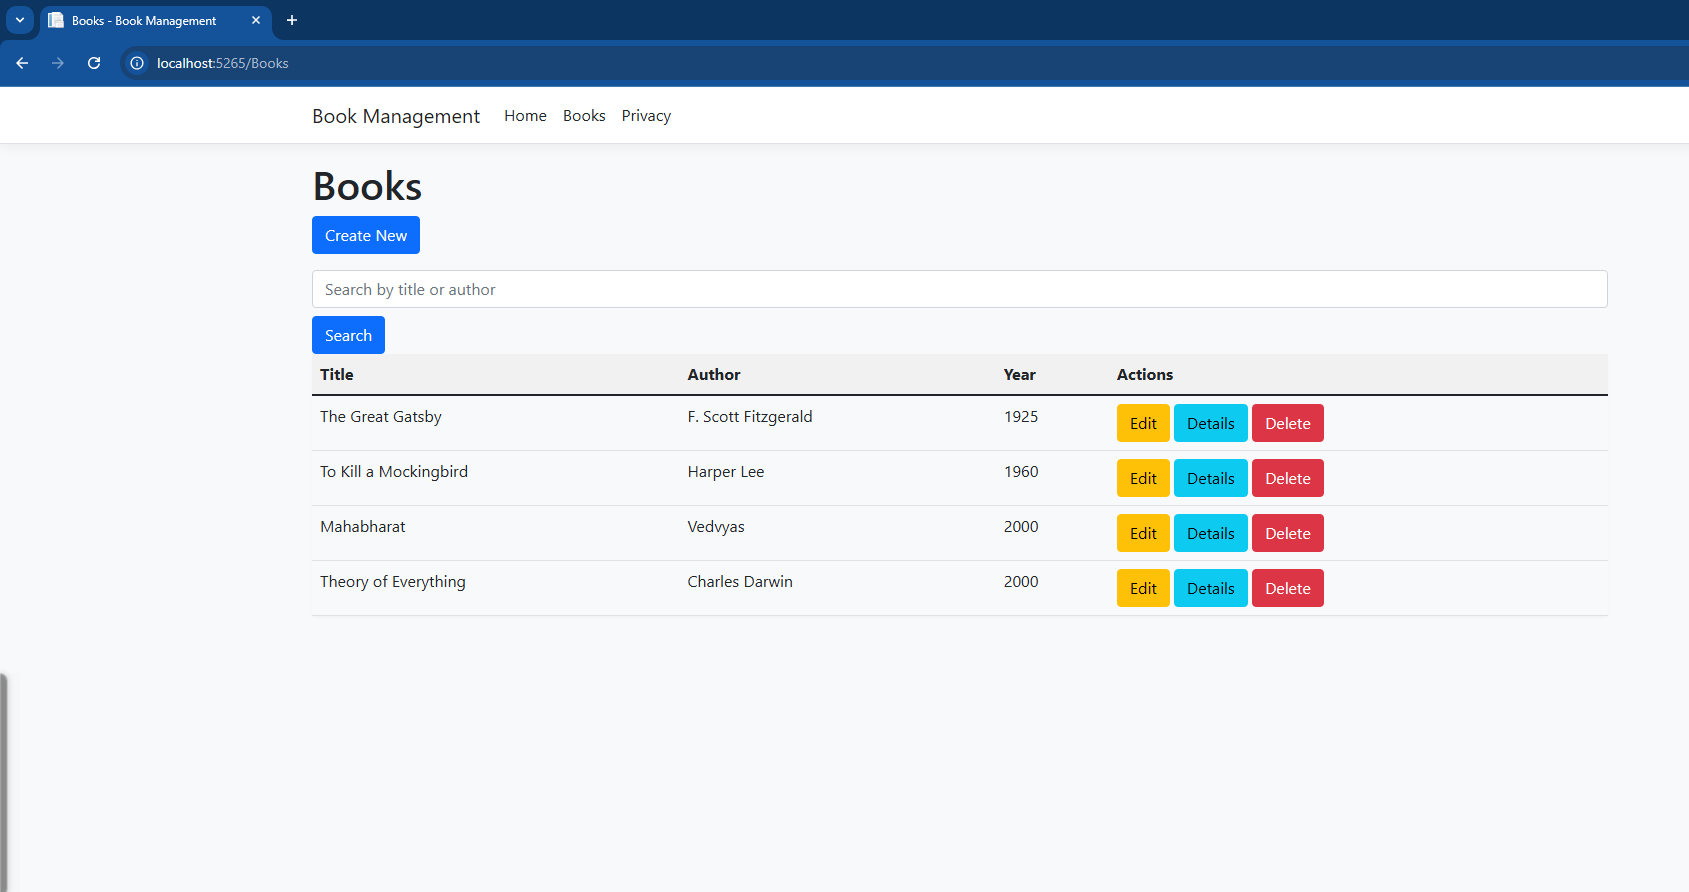 Books - Book Management
localhost:5265/Books
Book Management Home Books Privacy
Books
Create New
Search by title or author
Search
Title Author Year Actions
The Great Gatsby F. Scott Fitzgerald 1925 Edit Details Delete
To Kill a Mockingbird Harper Lee 1960 Edit Details Delete
Mahabharat Vedvyas 2000 Edit Details Delete
Theory of Everything Charles Darwin 2000 Edit Details Delete